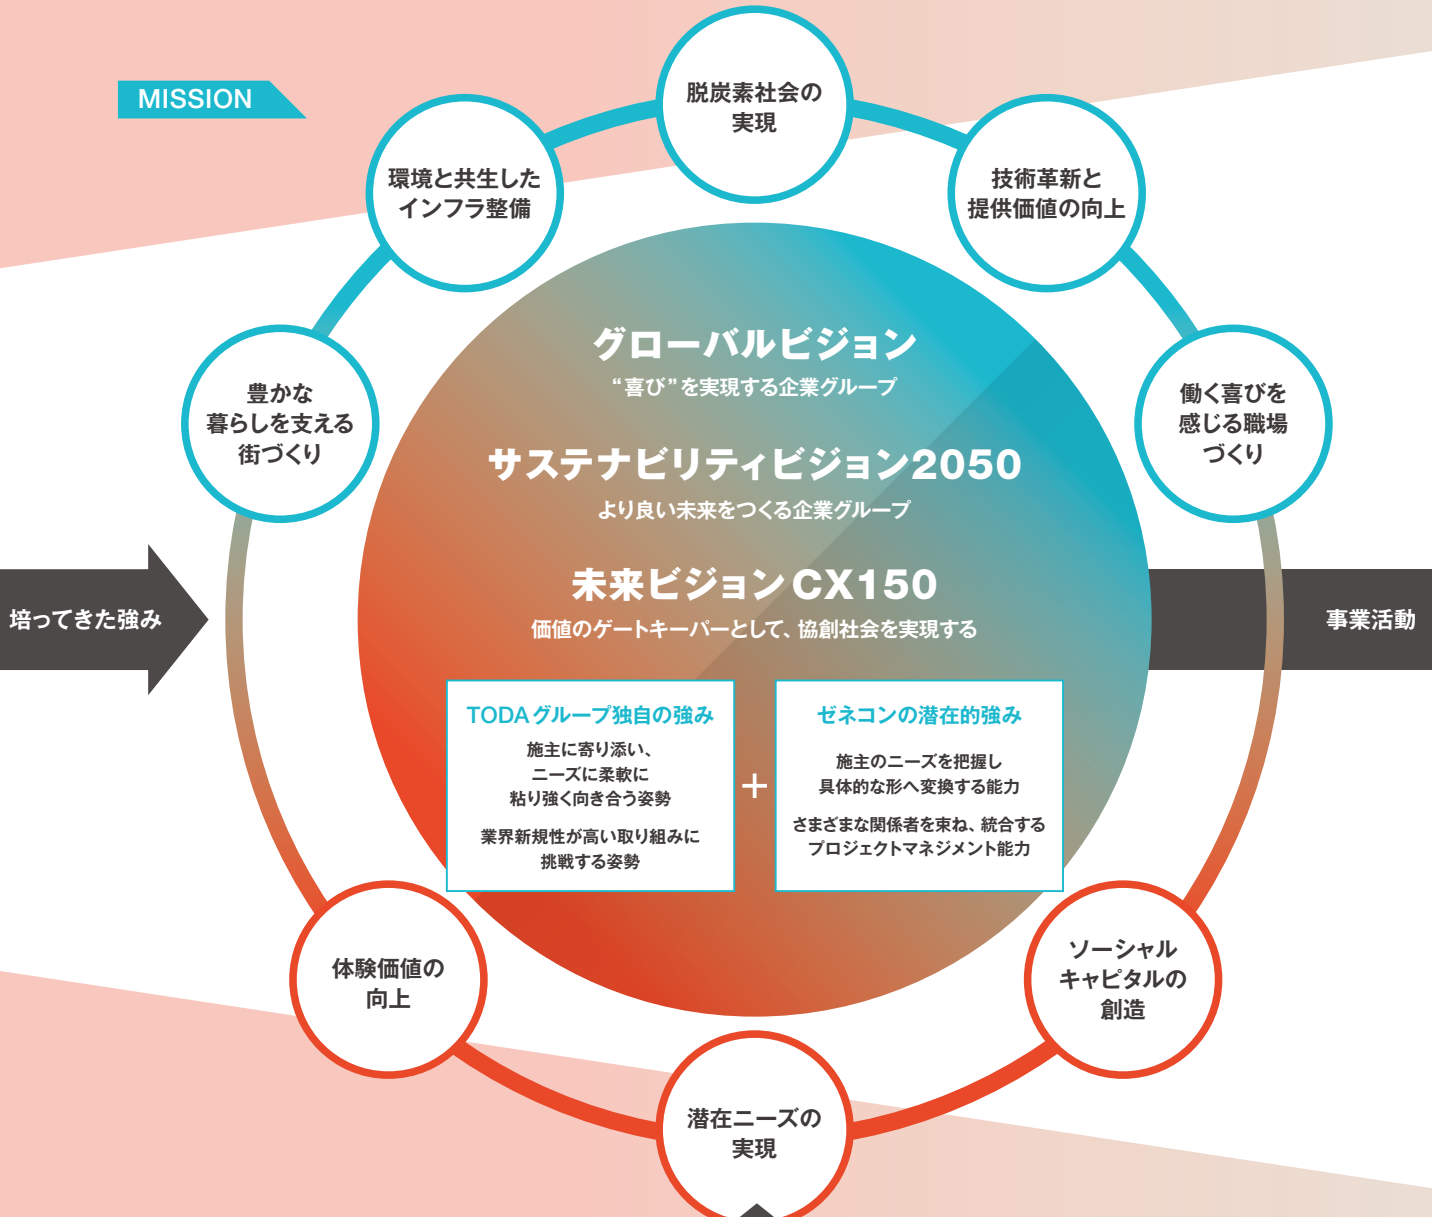 MISSION
脱炭素社会の
実現
環境と共生した
インフラ整備
技術革新と
提供価値の向上
豊かな
暮らしを支える
街づくり
働く喜びを
感じる職場
づくり
グローバルビジョン
“喜び”を実現する企業グループ
サステナビリティビジョン2050
より良い未来をつくる企業グループ
未来ビジョンCX150
価値のゲートキーパーとして、協創社会を実現する
培ってきた強み
事業活動
TODAグループ独自の強み
施主に寄り添い、
ニーズに柔軟に
粘り強く向き合う姿勢
業界新規性が高い取り組みに
挑戦する姿勢
+
ゼネコンの潜在的強み
施主のニーズを把握し
具体的な形へ変換する能力
さまざまな関係者を束ね、統合する
プロジェクトマネジメント能力
体験価値の
向上
ソーシャル
キャピタルの
創造
潜在ニーズの
実現